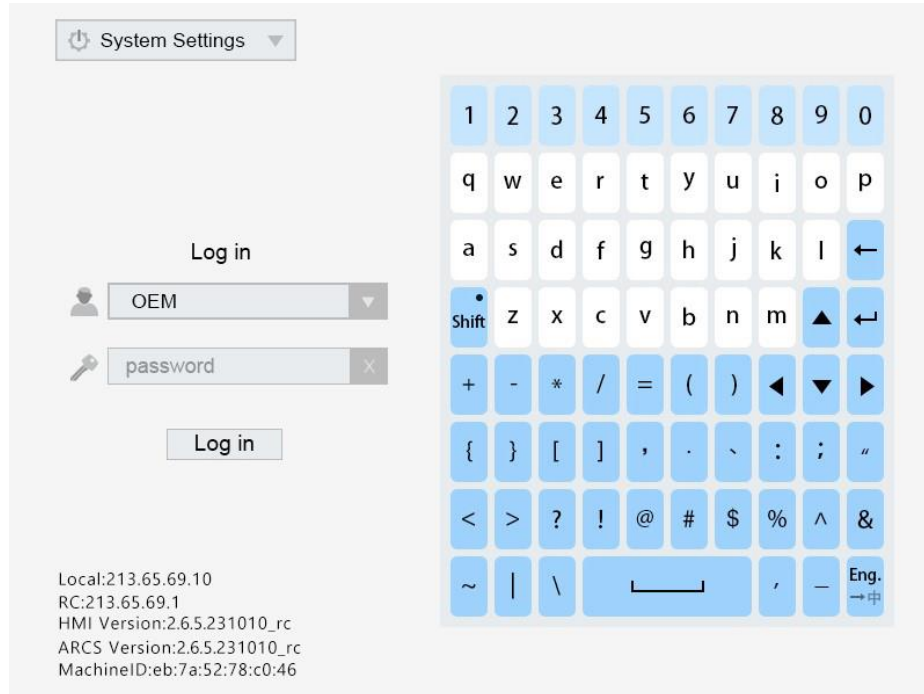 System Settings
Log in
OEM
password
X
Log in
Local:213.65.69.10
RC:213.65.69.1
HMI Version:2.6.5.231010_rc
ARCS Version:2.6.5.231010_rc
MachineID:eb:7a:52:78:c0:46
1 2 3 4 5 6 7 8 9 0
q w e r t y u i o p
a s d f g h j k l ←
Shift z x c v b n m ▲ ↵
+ - * / = ( ) ◀ ▼ ▶
{ } [ ] , · 、 : ; "
< > ? ! @ # $ % ^ &
~ | \ ′ _ Eng.
→中